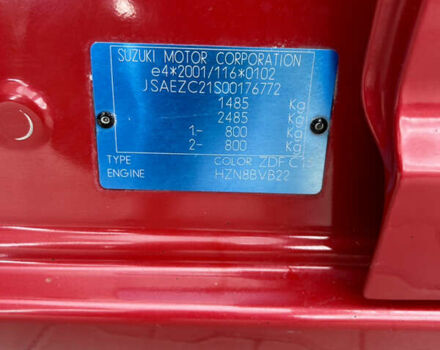 SUZUKI MOTOR CORPORATION
e4*2001/116*0102
JSAEZC21S00176772
1485 Kg
2485 Kg
1- 800 Kg
2- 800 Kg
TYPE COLOR ZDF C
ENGINE HZN8BVB22